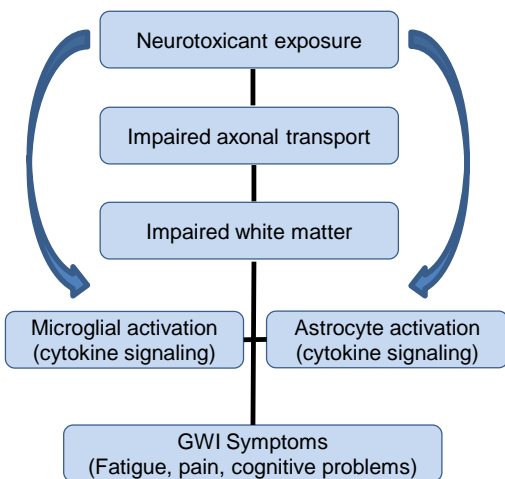 Neurotoxicant exposure
Impaired axonal transport
Impaired white matter
Microglial activation
(cytokine signaling)
Astrocyte activation
(cytokine signaling)
GWI Symptoms
(Fatigue, pain, cognitive problems)